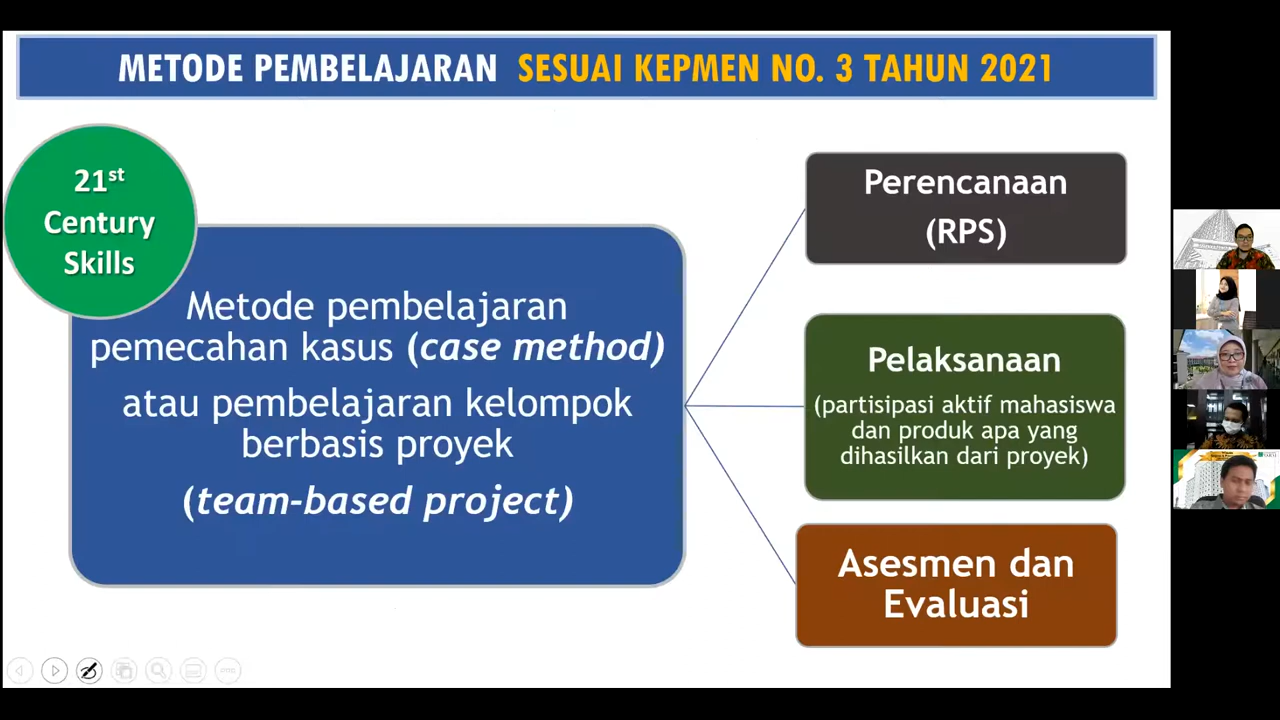 METODE PEMBELAJARAN SESUAI KEPMEN NO. 3 TAHUN 2021
21st
Century
Skills
Metode pembelajaran
pemecahan kasus (case method)
atau pembelajaran kelompok
berbasis proyek
(team-based project)
Perencanaan
(RPS)
Pelaksanaan
(partisipasi aktif mahasiswa
dan produk apa yang
dihasilkan dari proyek)
Asesmen dan
Evaluasi